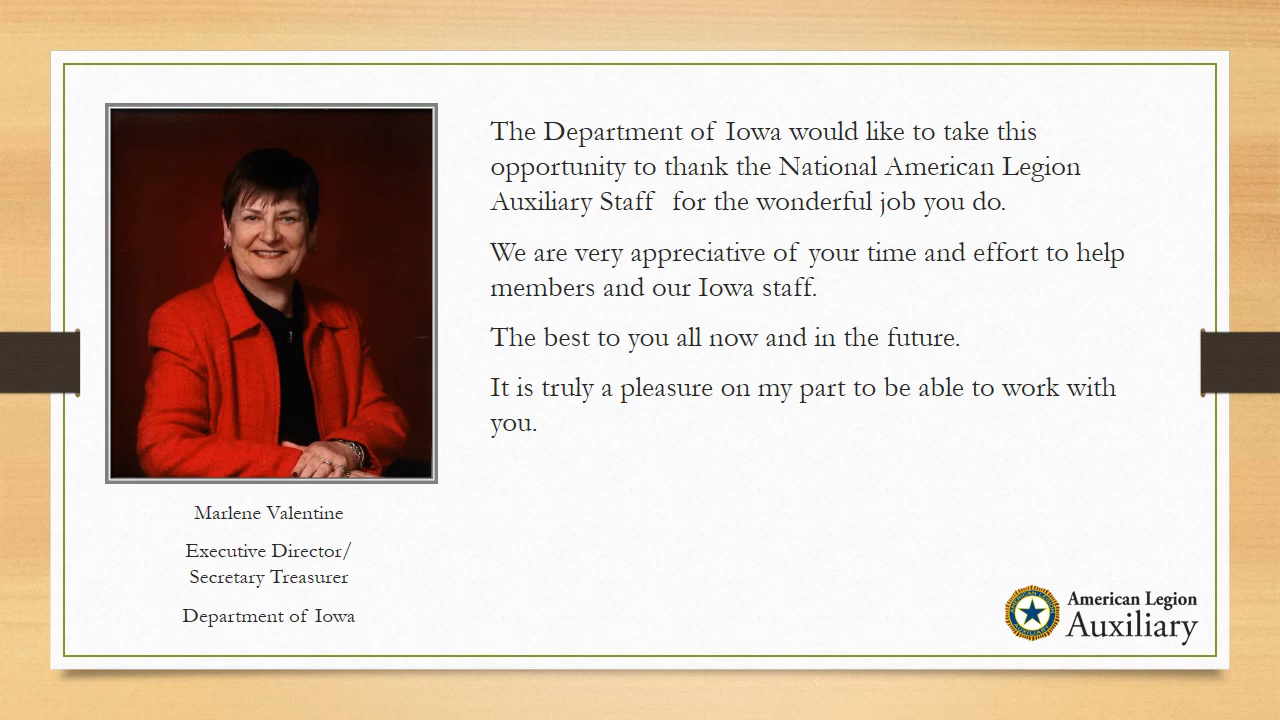 The Department of Iowa would like to take this
opportunity to thank the National American Legion
Auxiliary Staff for the wonderful job you do.
We are very appreciative of your time and effort to help
members and our Iowa staff.
The best to you all now and in the future.
It is truly a pleasure on my part to be able to work with
you.
Marlene Valentine
Executive Director/
Secretary Treasurer
Department of Iowa
American Legion
Auxiliary